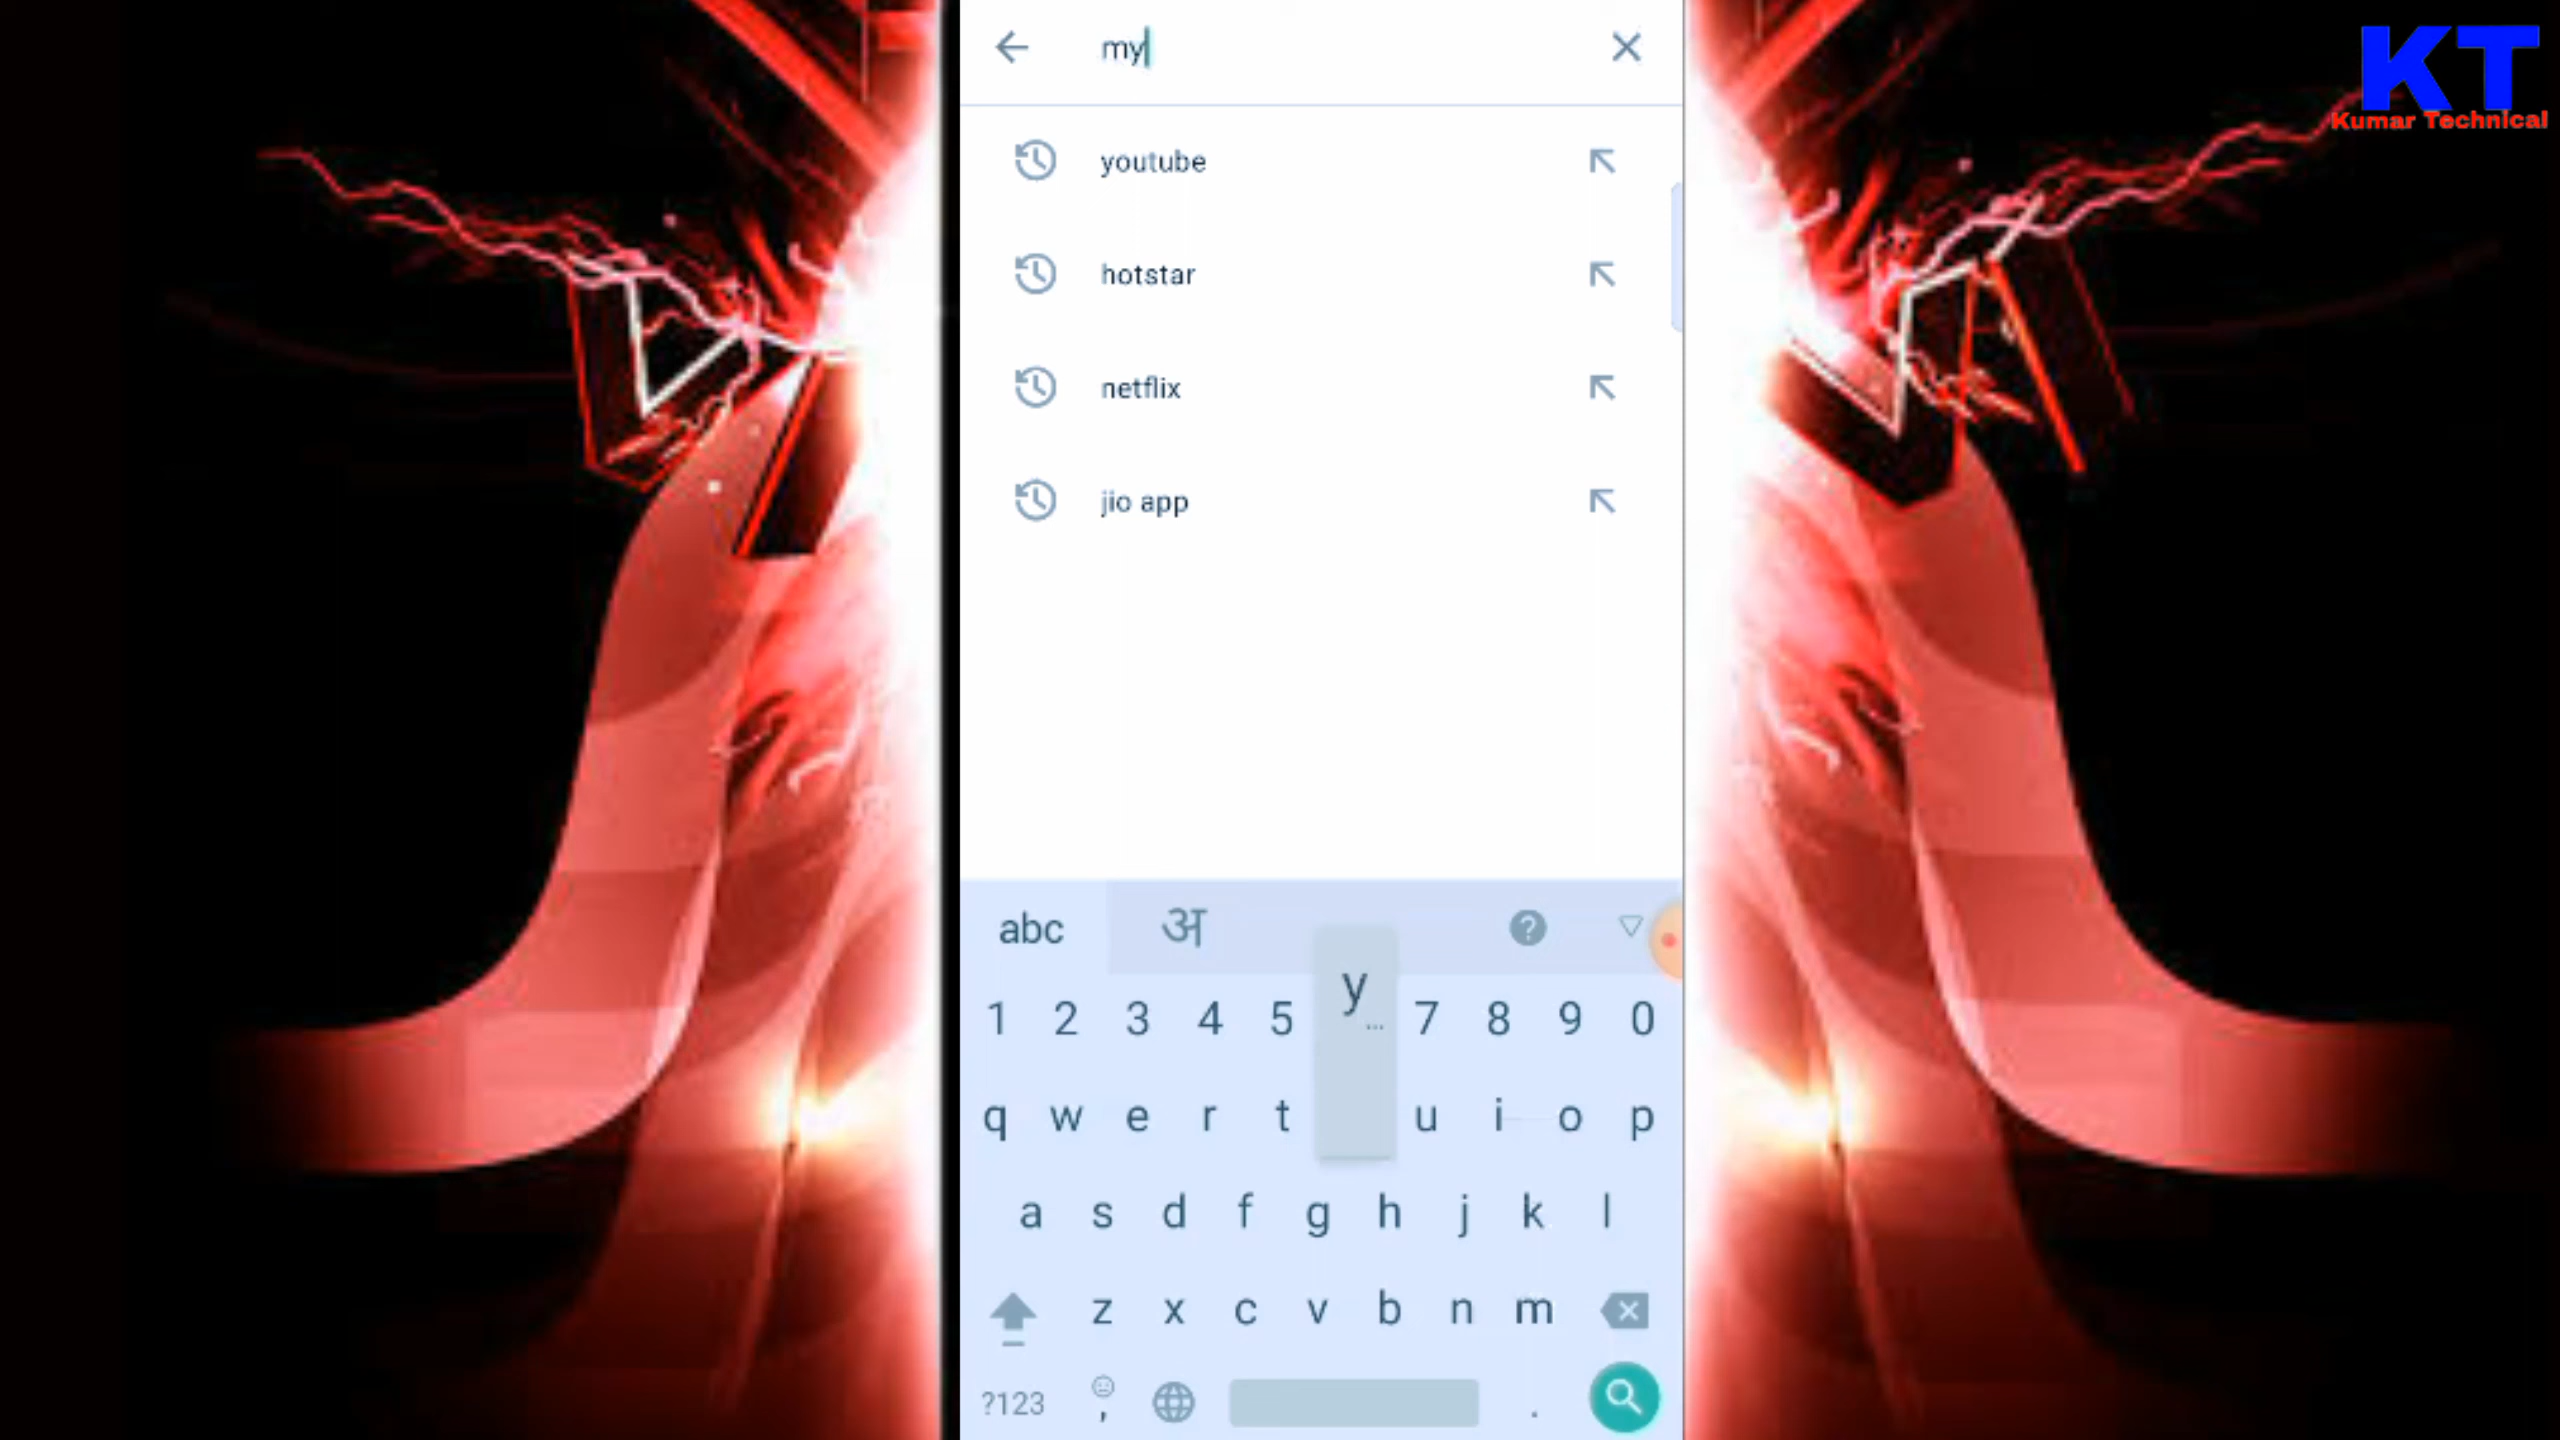 my
KT
Kumar Technical
youtube
hotstar
netflix
jio app
abc अ ?
y
...
1 2 3 4 5 7 8 9 0
q w e r t u i o p
a s d f g h j k l
z x c v b n m
?123 , .